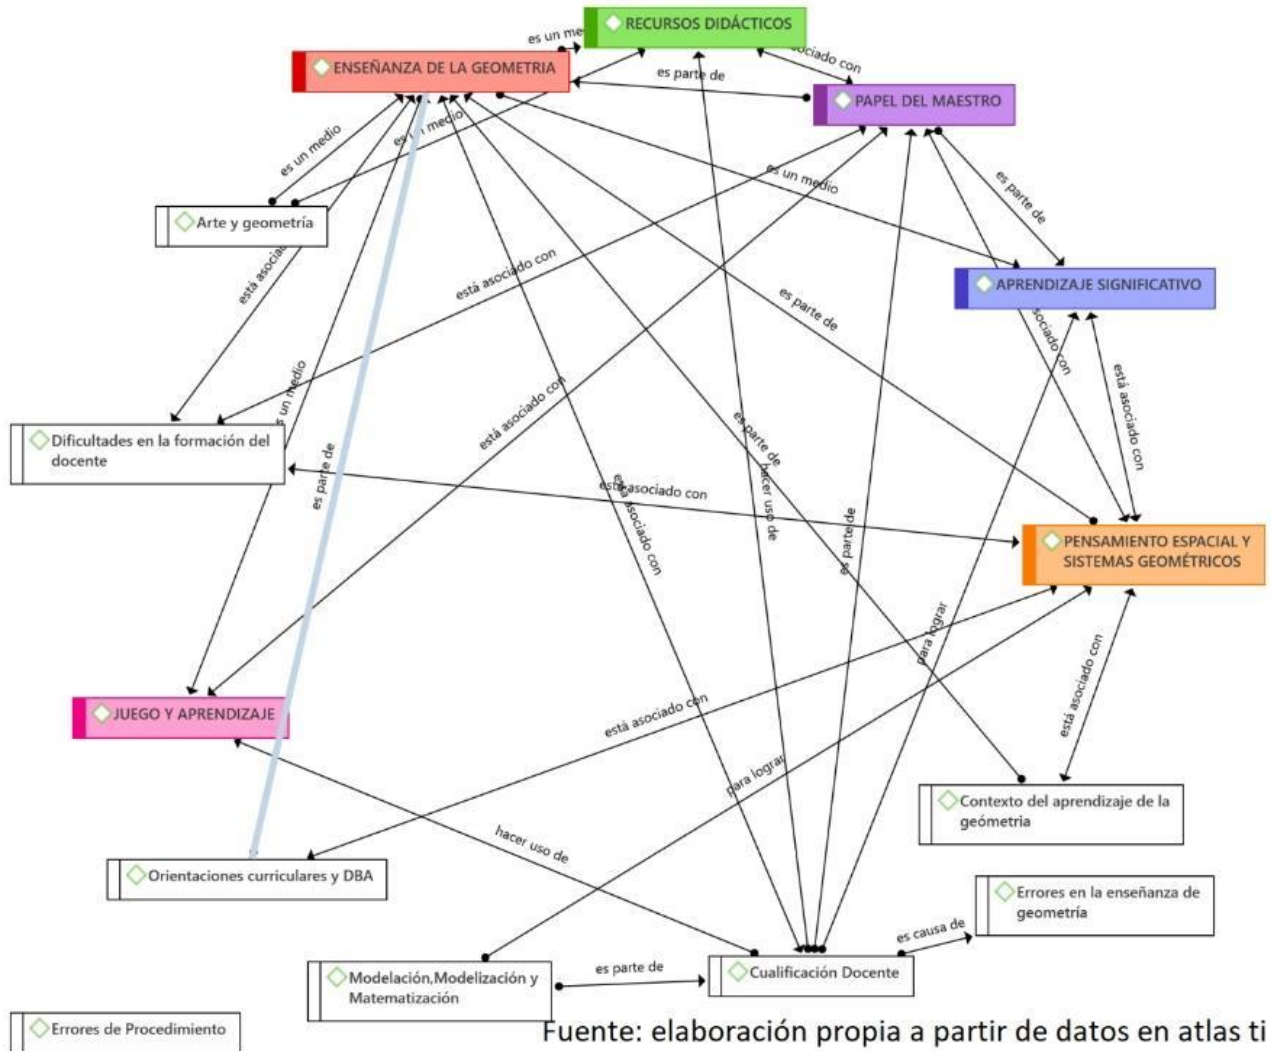 RECURSOS DIDÁCTICOS
es un me
ENSEÑANZA DE LA GEOMETRIA
ociado con
es parte de
PAPEL DEL MAESTRO
es un medio
es un medio
es un medio
es parte de
Arte y geometría
está asociad
está asociado con
APRENDIZAJE SIGNIFICATIVO
es parte de
sociado con
s un medio
está asociado con
está asociado con
Dificultades en la formación del
docente
es parte de
es parte de
hacer uso de
está asociado con
está asociado con
es parte de
PENSAMIENTO ESPACIAL Y
SISTEMAS GEOMÉTRICOS
para lograr
está asociado con
JUEGO Y APRENDIZAJE
está asociado con
para lograr
Contexto del aprendizaje de la
geómetria
hacer uso de
Orientaciones curriculares y DBA
Errores en la enseñanza de
geometría
es causa de
Modelación,Modelización y
Matematización
es parte de
Cualificación Docente
Errores de Procedimiento
Fuente: elaboración propia a partir de datos en atlas ti